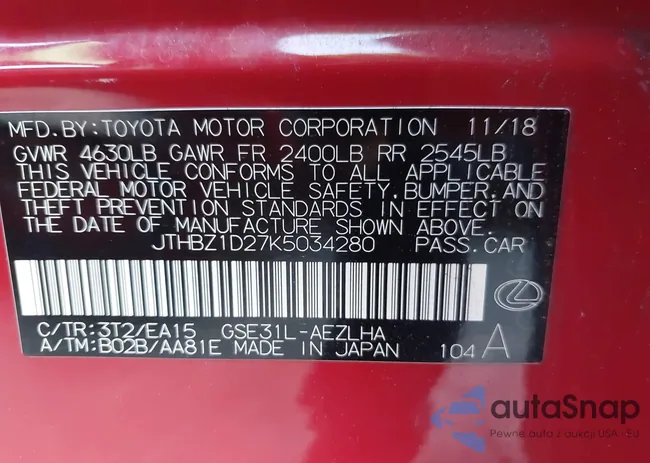 MFD.BY:TOYOTA MOTOR CORPORATION 11/18
GVWR 4630LB GAWR FR 2400LB RR 2545LB
THIS VEHICLE CONFORMS TO ALL APPLICABLE
FEDERAL MOTOR VEHICLE SAFETY,BUMPER,AND
THEFT PREVENTION STANDARDS IN EFFECT ON
THE DATE OF MANUFACTURE SHOWN ABOVE.
JTHBZ1D27K5034280 PASS.CAR
C/TR:3T2/EA15 GSE31L-AEZLHA
A/TM:B02B/AA81E MADE IN JAPAN 104 A
autaSnap
Pewne auta z aukcji USA - EU